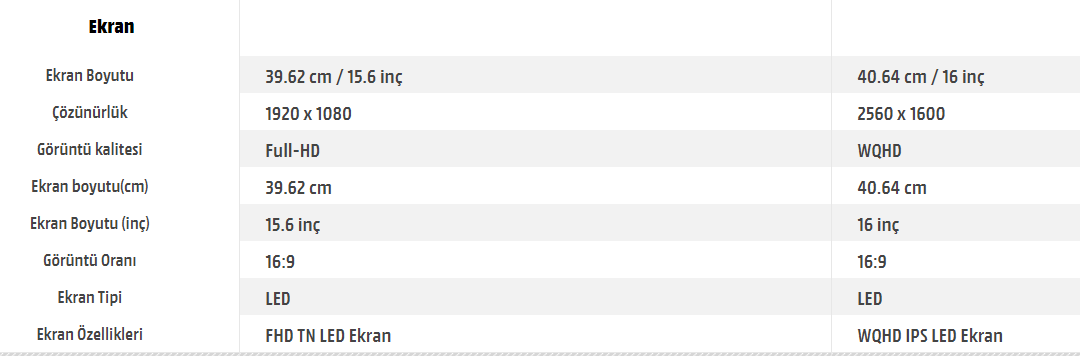 Ekran
Ekran Boyutu 39.62 cm / 15.6 inç 40.64 cm / 16 inç
Çözünürlük 1920 x 1080 2560 x 1600
Görüntü kalitesi Full-HD WQHD
Ekran boyutu(cm) 39.62 cm 40.64 cm
Ekran Boyutu (inç) 15.6 inç 16 inç
Görüntü Oranı 16:9 16:9
Ekran Tipi LED LED
Ekran Özellikleri FHD TN LED Ekran WQHD IPS LED Ekran